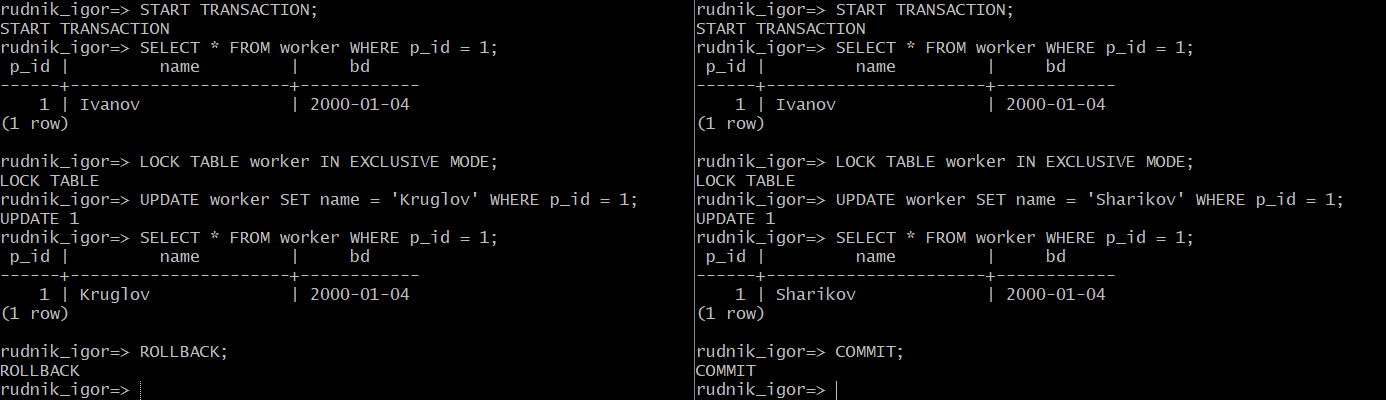 rudnik_igor=> START TRANSACTION;
START TRANSACTION
rudnik_igor=> SELECT * FROM worker WHERE p_id = 1;
 p_id |         name         |     bd
------+----------------------+------------
    1 | Ivanov               | 2000-01-04
(1 row)

rudnik_igor=> LOCK TABLE worker IN EXCLUSIVE MODE;
LOCK TABLE
rudnik_igor=> UPDATE worker SET name = 'Kruglov' WHERE p_id = 1;
UPDATE 1
rudnik_igor=> SELECT * FROM worker WHERE p_id = 1;
 p_id |         name         |     bd
------+----------------------+------------
    1 | Kruglov              | 2000-01-04
(1 row)

rudnik_igor=> ROLLBACK;
ROLLBACK
rudnik_igor=>
rudnik_igor=> START TRANSACTION;
START TRANSACTION
rudnik_igor=> SELECT * FROM worker WHERE p_id = 1;
 p_id |         name         |     bd
------+----------------------+------------
    1 | Ivanov               | 2000-01-04
(1 row)

rudnik_igor=> LOCK TABLE worker IN EXCLUSIVE MODE;
LOCK TABLE
rudnik_igor=> UPDATE worker SET name = 'Sharikov' WHERE p_id = 1;
UPDATE 1
rudnik_igor=> SELECT * FROM worker WHERE p_id = 1;
 p_id |         name         |     bd
------+----------------------+------------
    1 | Sharikov             | 2000-01-04
(1 row)

rudnik_igor=> COMMIT;
COMMIT
rudnik_igor=>